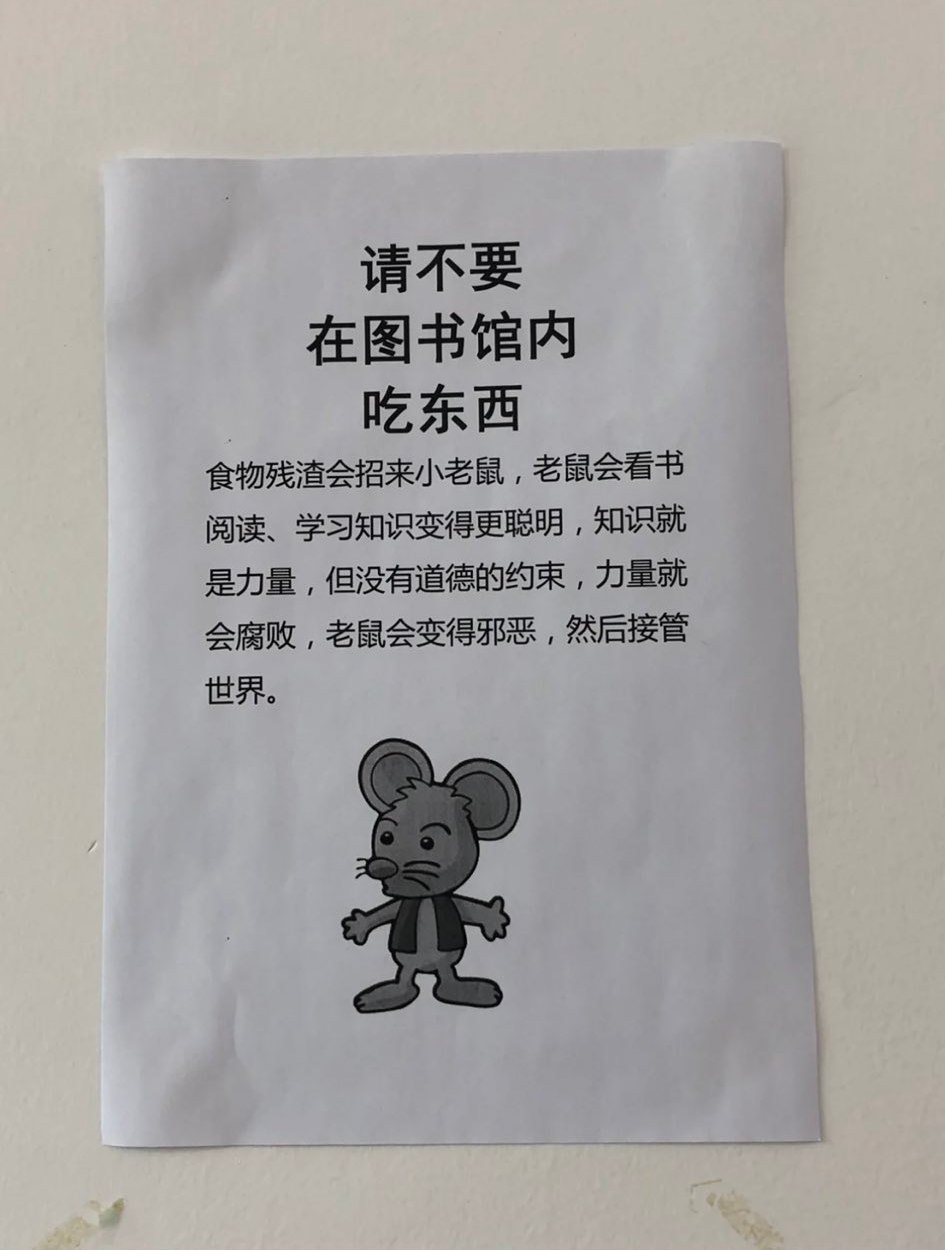 请不要
在图书馆内
吃东西
食物残渣会招来小老鼠，老鼠会看书
阅读、学习知识变得更聪明，知识就
是力量，但没有道德的约束，力量就
会腐败，老鼠会变得邪恶，然后接管
世界。